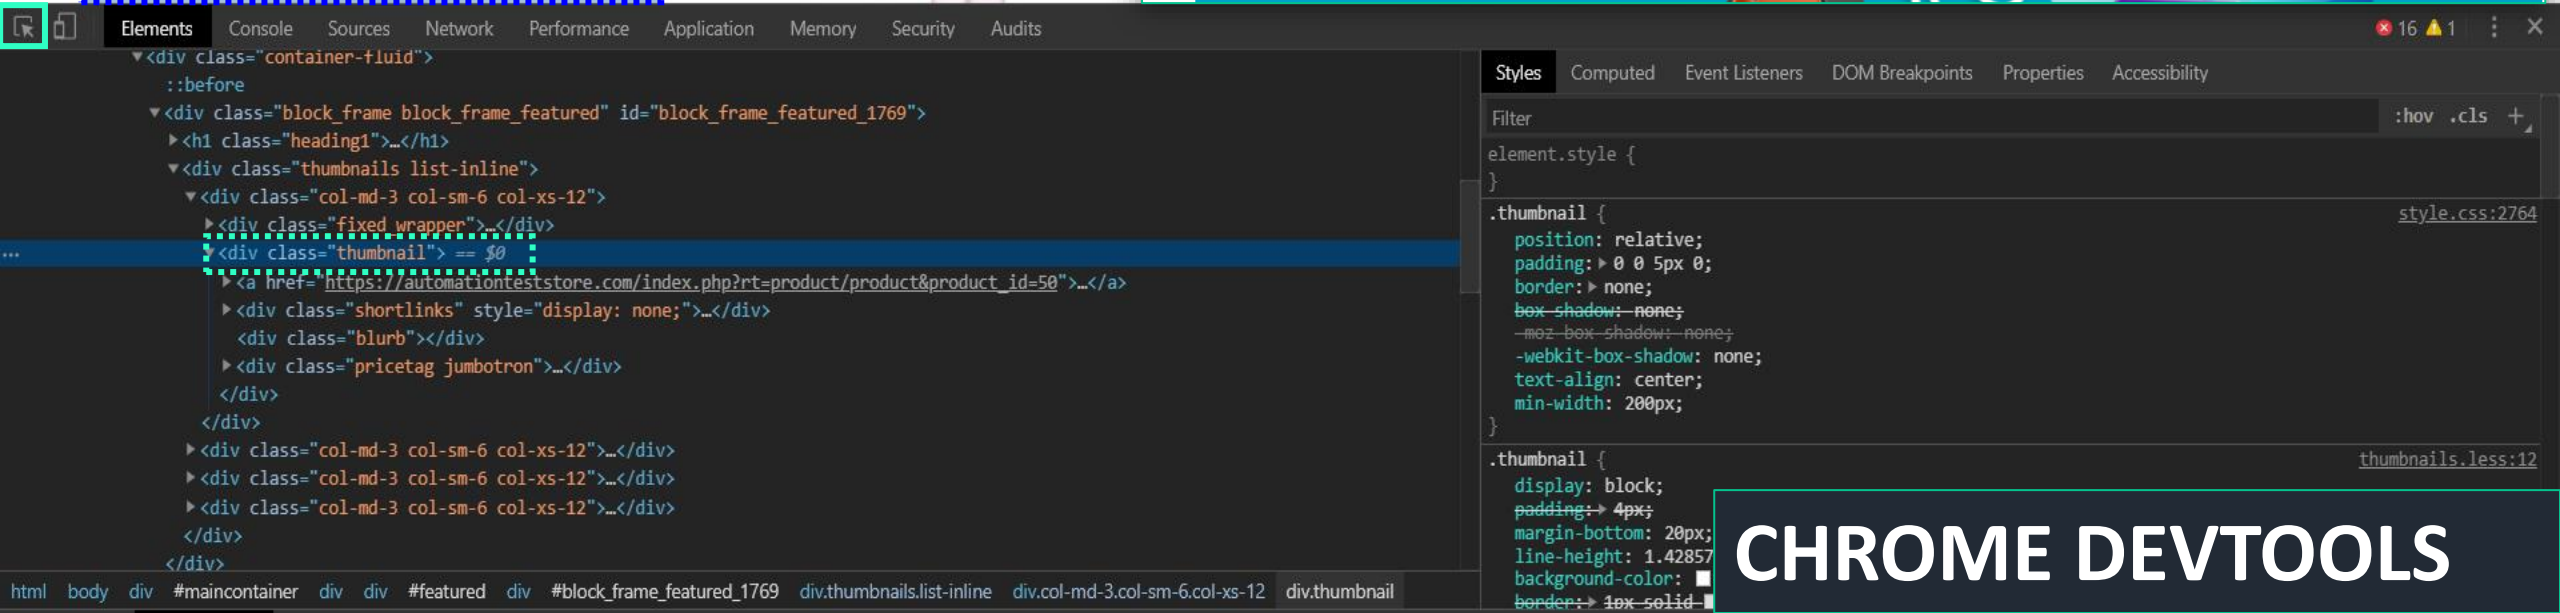 Elements Console Sources Network Performance Application Memory Security Audits 16 1
<div class="container-fluid">
::before
<div class="block_frame block_frame_featured" id="block_frame_featured_1769">
<h1 class="heading1">…</h1>
<div class="thumbnails list-inline">
<div class="col-md-3 col-sm-6 col-xs-12">
<div class="fixed_wrapper">…</div>
… <div class="thumbnail"> == $0
<a href="https://automationteststore.com/index.php?rt=product/product&product_id=50">…</a>
<div class="shortlinks" style="display: none;">…</div>
<div class="blurb"></div>
<div class="pricetag jumbotron">…</div>
</div>
</div>
<div class="col-md-3 col-sm-6 col-xs-12">…</div>
<div class="col-md-3 col-sm-6 col-xs-12">…</div>
<div class="col-md-3 col-sm-6 col-xs-12">…</div>
</div>
</div>
html body div #maincontainer div div #featured div #block_frame_featured_1769 div.thumbnails.list-inline div.col-md-3.col-sm-6.col-xs-12 div.thumbnail
Styles Computed Event Listeners DOM Breakpoints Properties Accessibility
Filter :hov .cls +
element.style {
}
.thumbnail { style.css:2764
position: relative;
padding: 0 0 5px 0;
border: none;
box-shadow: none;
-moz-box-shadow: none;
-webkit-box-shadow: none;
text-align: center;
min-width: 200px;
}
.thumbnail { thumbnails.less:12
display: block;
padding: 4px;
margin-bottom: 20px;
line-height: 1.42857
background-color:
border: 1px solid
CHROME DEVTOOLS